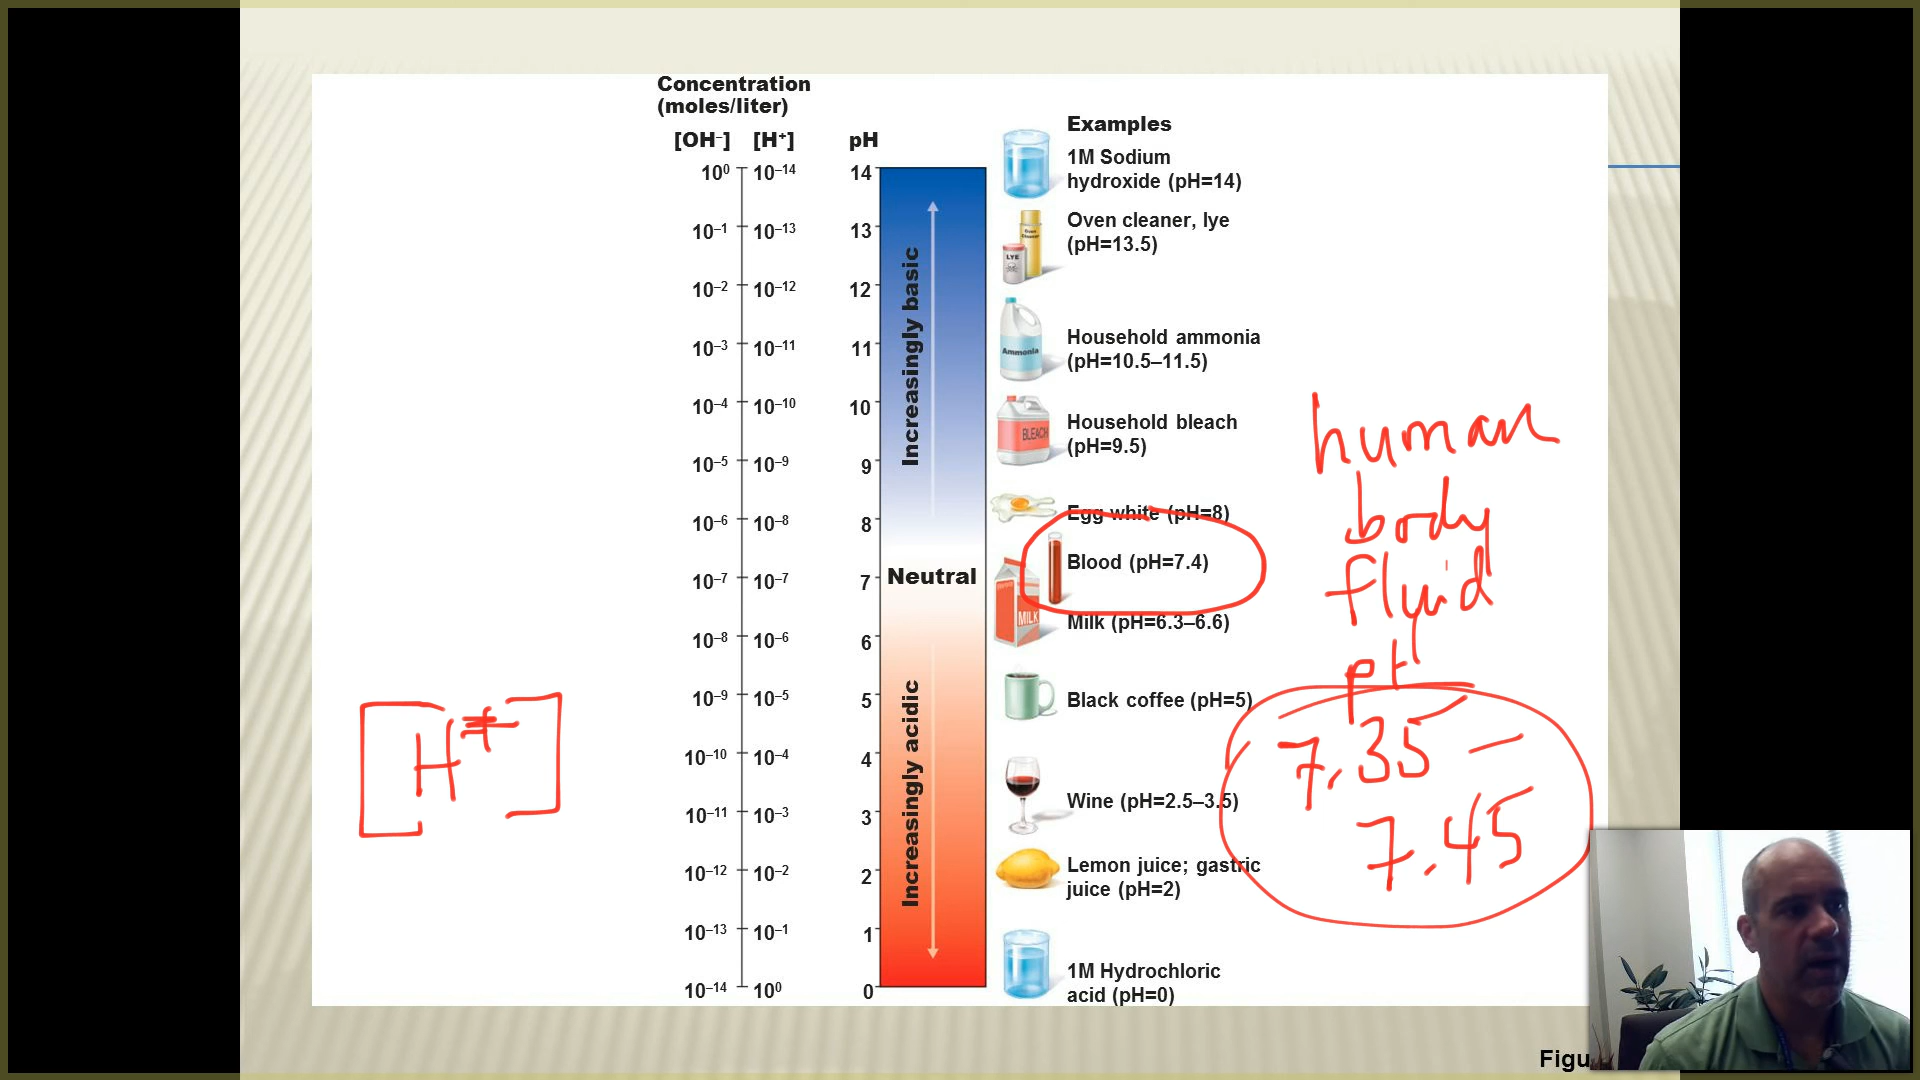 Concentration
(moles/liter)
[OH⁻] [H⁺] pH
10⁰ 10⁻¹⁴ 14
10⁻¹ 10⁻¹³ 13
10⁻² 10⁻¹² 12
10⁻³ 10⁻¹¹ 11
10⁻⁴ 10⁻¹⁰ 10
10⁻⁵ 10⁻⁹ 9
10⁻⁶ 10⁻⁸ 8
10⁻⁷ 10⁻⁷ 7
10⁻⁸ 10⁻⁶ 6
10⁻⁹ 10⁻⁵ 5
10⁻¹⁰ 10⁻⁴ 4
10⁻¹¹ 10⁻³ 3
10⁻¹² 10⁻² 2
10⁻¹³ 10⁻¹ 1
10⁻¹⁴ 10⁰ 0
Increasingly basic
Neutral
Increasingly acidic
Examples
1M Sodium
hydroxide (pH=14)
Oven cleaner, lye
(pH=13.5)
Oven
Cleaner
LYE
Household ammonia
(pH=10.5–11.5)
Ammonia
Household bleach
(pH=9.5)
BLEACH
Egg white (pH=8)
Blood (pH=7.4)
MILK
Milk (pH=6.3–6.6)
Black coffee (pH=5)
Wine (pH=2.5–3.5)
Lemon juice; gastric
juice (pH=2)
1M Hydrochloric
acid (pH=0)
[H⁺]
human
body
fluid
pH
7.35 –
7.45
Figu